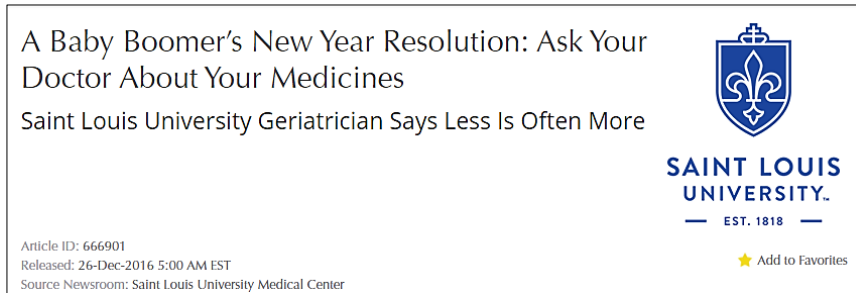 A Baby Boomer's New Year Resolution: Ask Your
Doctor About Your Medicines
Saint Louis University Geriatrician Says Less Is Often More
SAINT LOUIS
UNIVERSITY™
EST. 1818
Article ID: 666901
Released: 26-Dec-2016 5:00 AM EST
Source Newsroom: Saint Louis University Medical Center
Add to Favorites